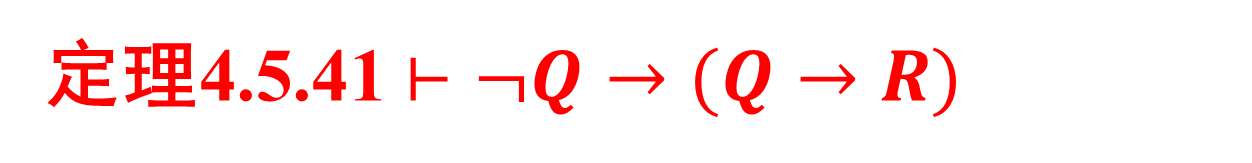 定理4.5.41 ⊢ ¬Q → (Q → R)